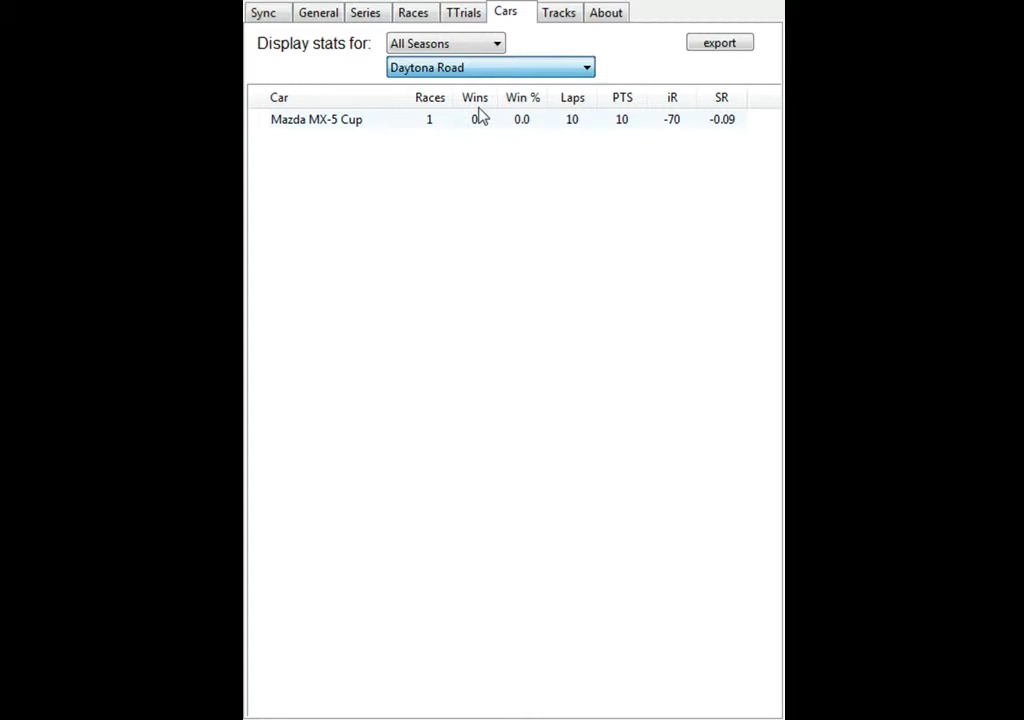 Sync General Series Races TTrials Cars Tracks About
Display stats for: All Seasons export
Daytona Road
Car Races Wins Win % Laps PTS iR SR
Mazda MX-5 Cup 1 0 0.0 10 10 -70 -0.09